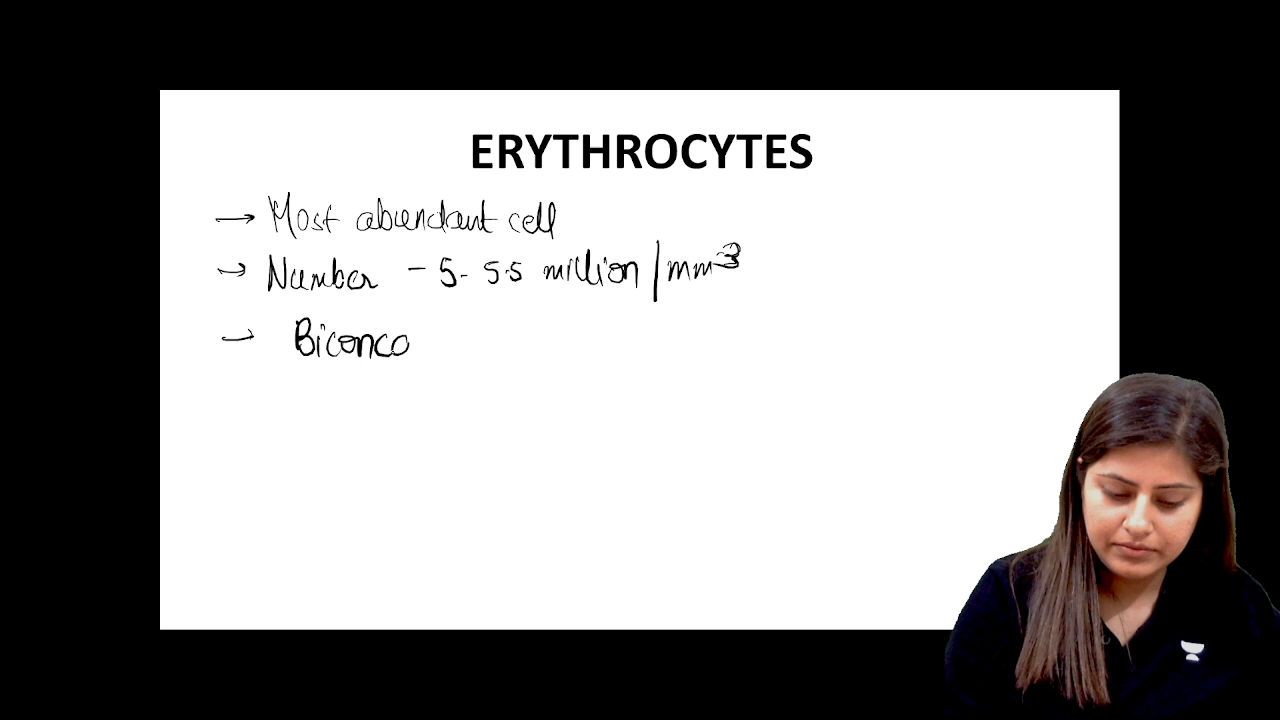 ERYTHROCYTES
→ Most abundant cell
→ Number - 5- 5.5 million/mm³
→ Biconco